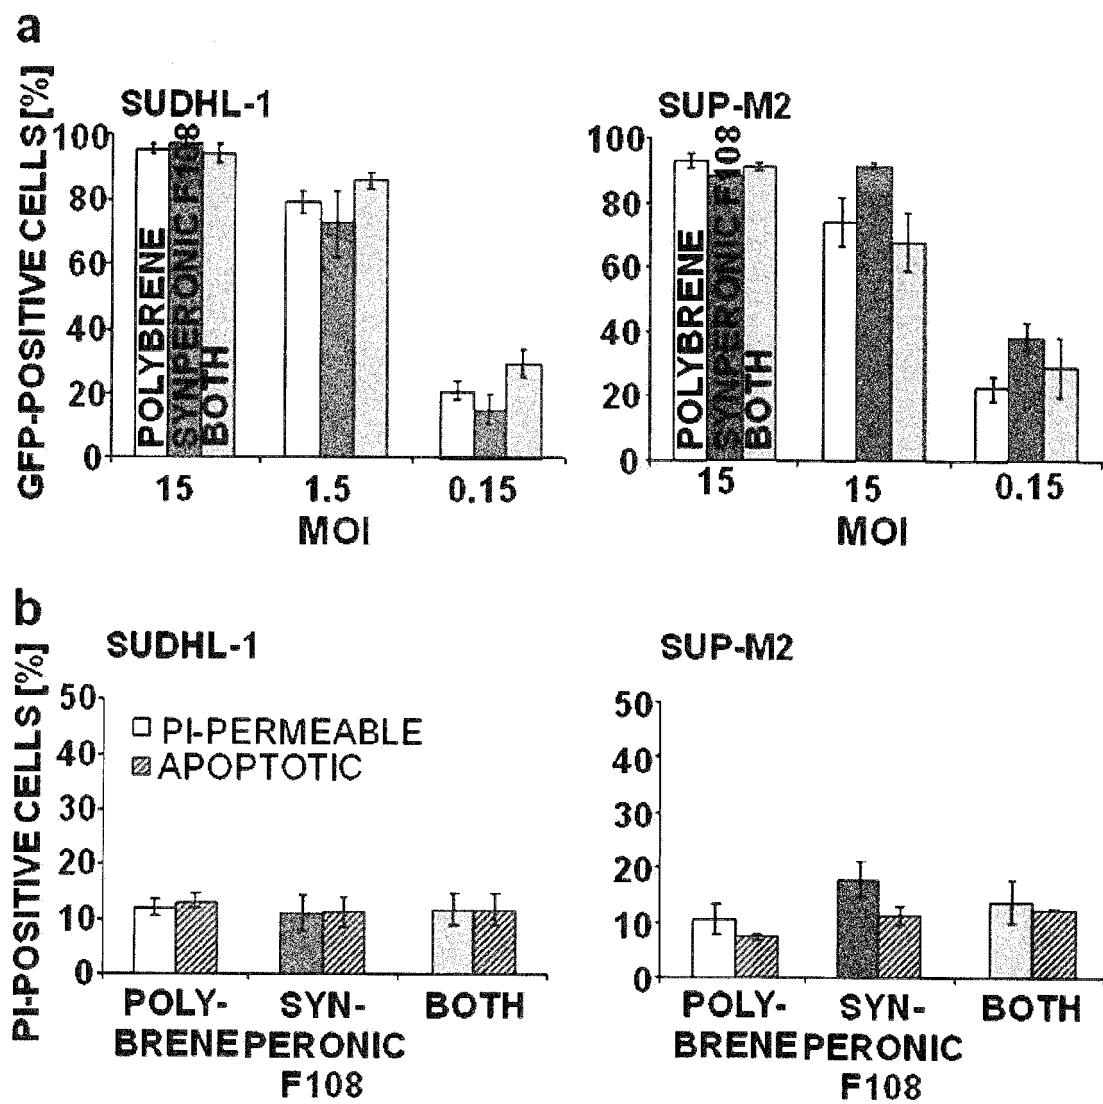 a
SUDHL-1
GFP-POSITIVE CELLS [%]
100
80
60
40
20
0
POLYBRENE
SYNPERONIC F108
BOTH
15
1.5
0.15
MOI
SUP-M2
100
80
60
40
20
0
POLYBRENE
SYNPERONIC F108
BOTH
15
15
0.15
MOI
b
SUDHL-1
PI-POSITIVE CELLS [%]
50
40
30
20
10
0
PI-PERMEABLE
APOPTOTIC
POLY-
BRENE
SYN-
PERONIC
F108
BOTH
SUP-M2
50
40
30
20
10
0
POLY-
BRENE
SYN-
PERONIC
F108
BOTH